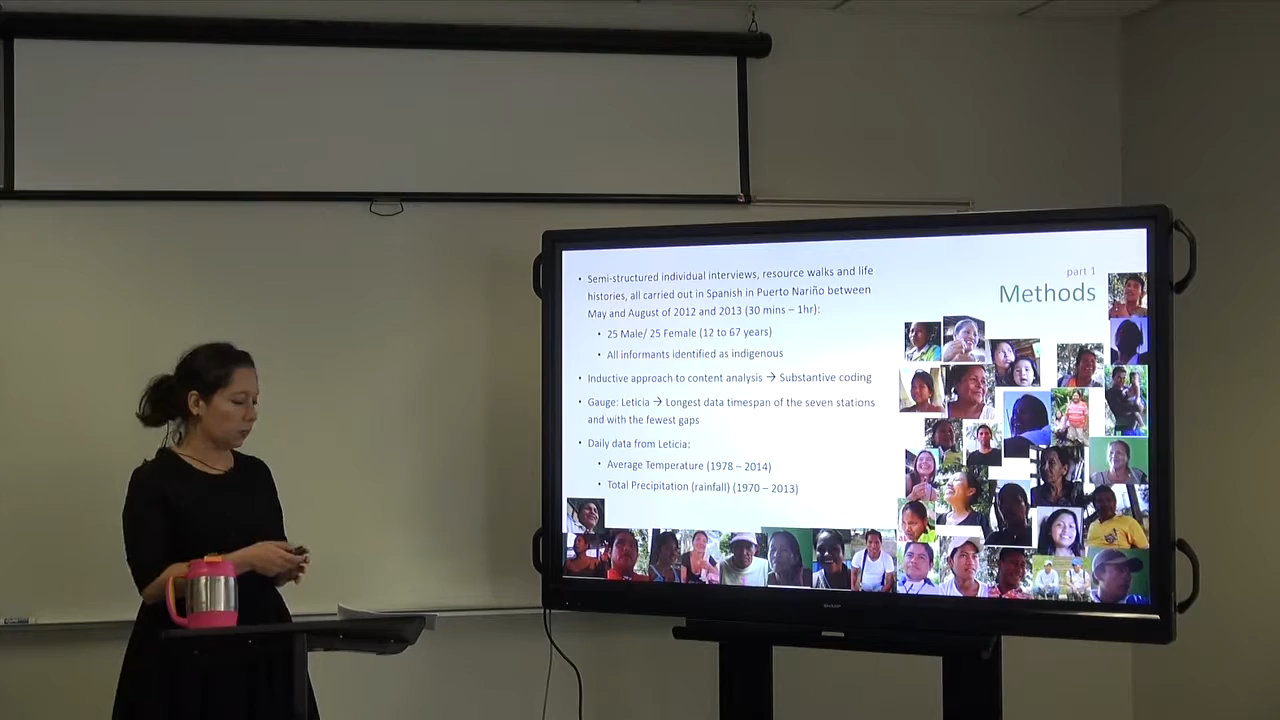 part 1
Methods
• Semi-structured individual interviews, resource walks and life
histories, all carried out in Spanish in Puerto Nariño between
May and August of 2012 and 2013 (30 mins – 1hr):
• 25 Male/ 25 Female (12 to 67 years)
• All informants identified as indigenous
• Inductive approach to content analysis → Substantive coding
• Gauge: Leticia → Longest data timespan of the seven stations
and with the fewest gaps
• Daily data from Leticia:
• Average Temperature (1978 – 2014)
• Total Precipitation (rainfall) (1970 – 2013)
SHARP